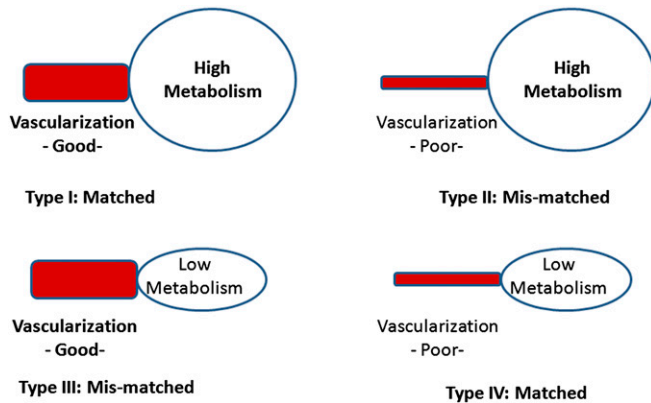 High
Metabolism
Vascularization
- Good-
Type I: Matched
High
Metabolism
Vascularization
- Poor-
Type II: Mis-matched
Low
Metabolism
Vascularization
- Good-
Type III: Mis-matched
Low
Metabolism
Vascularization
- Poor-
Type IV: Matched